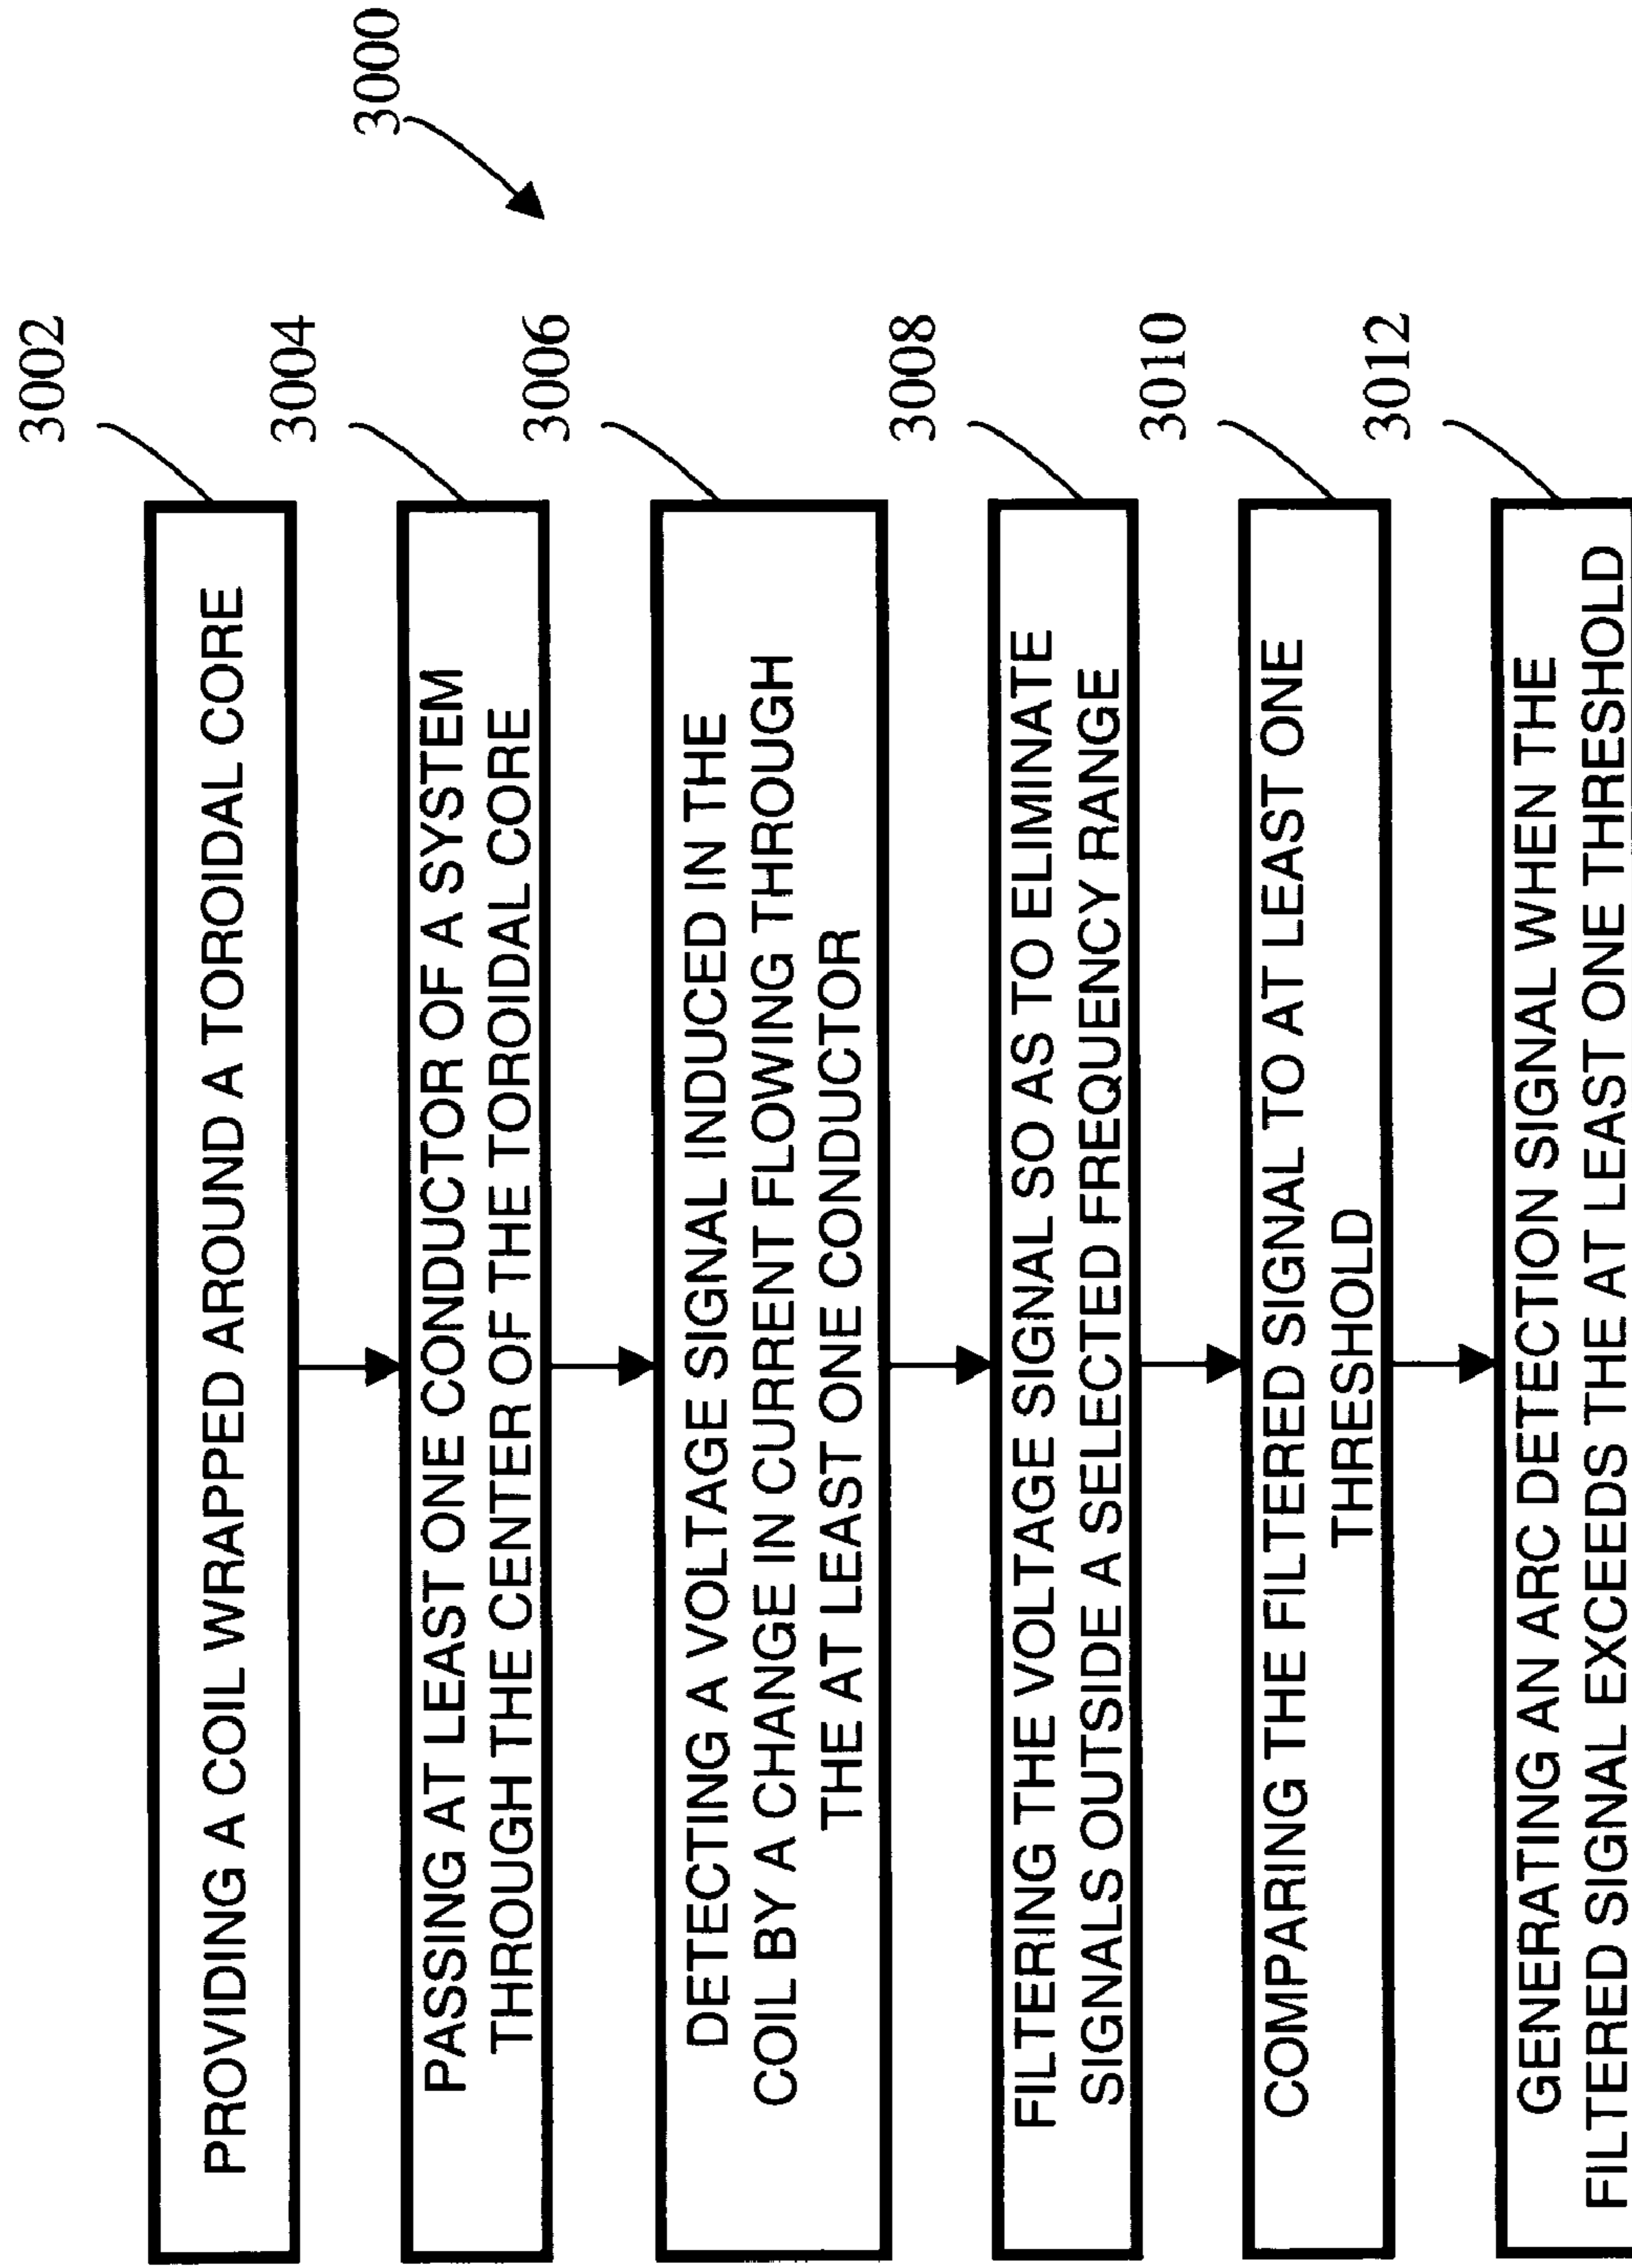 3000
3002
PROVIDING A COIL WRAPPED AROUND A TOROIDAL CORE
3004
PASSING AT LEAST ONE CONDUCTOR OF A SYSTEM
THROUGH THE CENTER OF THE TOROIDAL CORE
3006
DETECTING A VOLTAGE SIGNAL INDUCED IN THE
COIL BY A CHANGE IN CURRENT FLOWING THROUGH
THE AT LEAST ONE CONDUCTOR
3008
FILTERING THE VOLTAGE SIGNAL SO AS TO ELIMINATE
SIGNALS OUTSIDE A SELECTED FREQUENCY RANGE
3010
COMPARING THE FILTERED SIGNAL TO AT LEAST ONE
THRESHOLD
3012
GENERATING AN ARC DETECTION SIGNAL WHEN THE
FILTERED SIGNAL EXCEEDS THE AT LEAST ONE THRESHOLD